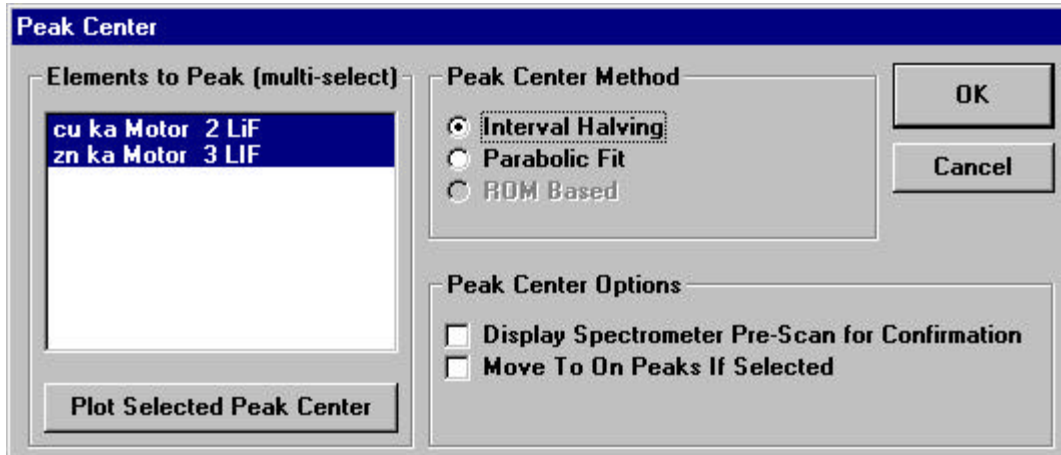 Peak Center
Elements to Peak (multi-select)
cu ka Motor 2 LiF
zn ka Motor 3 LIF
Plot Selected Peak Center
Peak Center Method
Interval Halving
Parabolic Fit
ROM Based
OK
Cancel
Peak Center Options
Display Spectrometer Pre-Scan for Confirmation
Move To On Peaks If Selected